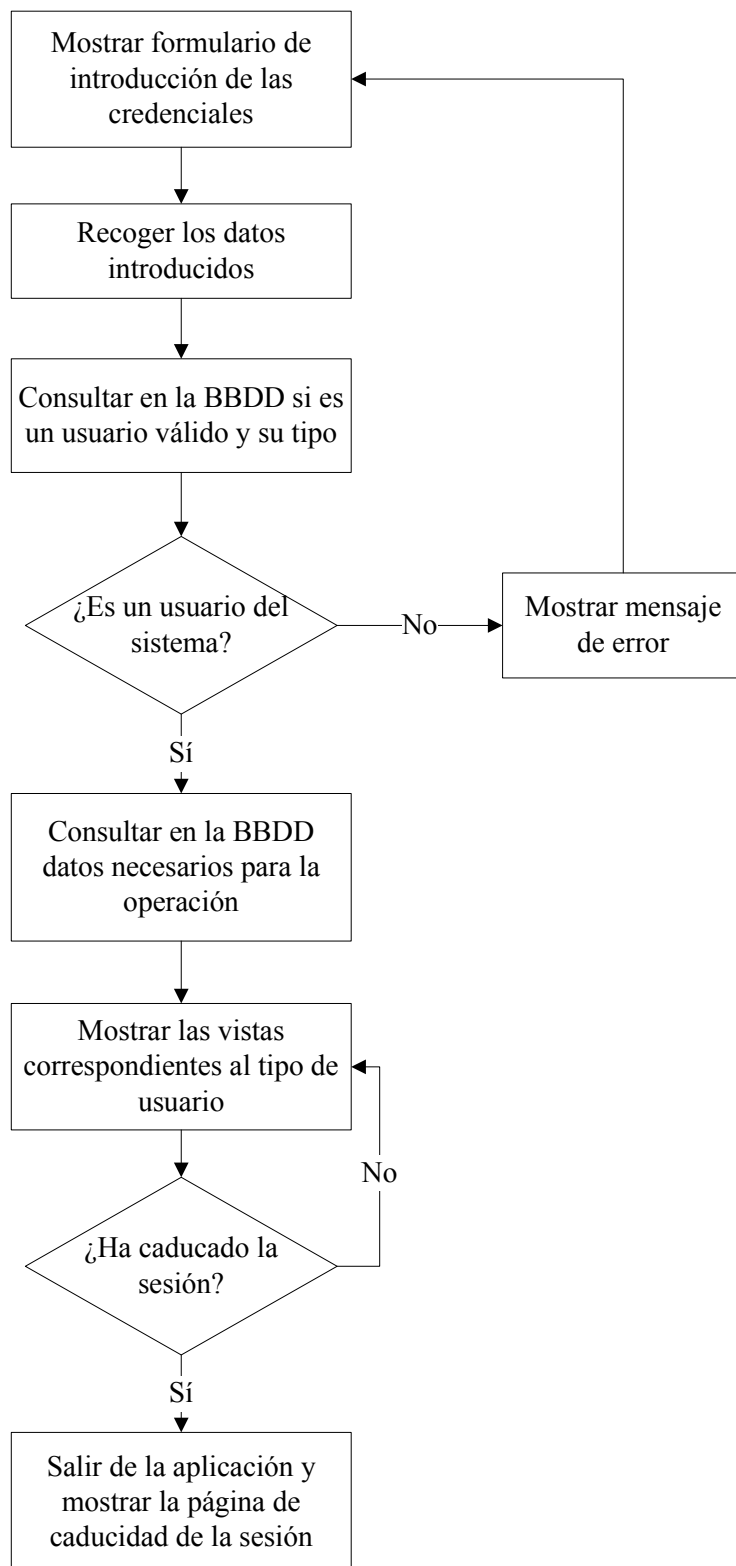 Mostrar formulario de
introducción de las
credenciales
Recoger los datos
introducidos
Consultar en la BBDD si es
un usuario válido y su tipo
¿Es un usuario del
sistema?
No
Mostrar mensaje
de error
Sí
Consultar en la BBDD
datos necesarios para la
operación
Mostrar las vistas
correspondientes al tipo de
usuario
No
¿Ha caducado la
sesión?
Sí
Salir de la aplicación y
mostrar la página de
caducidad de la sesión